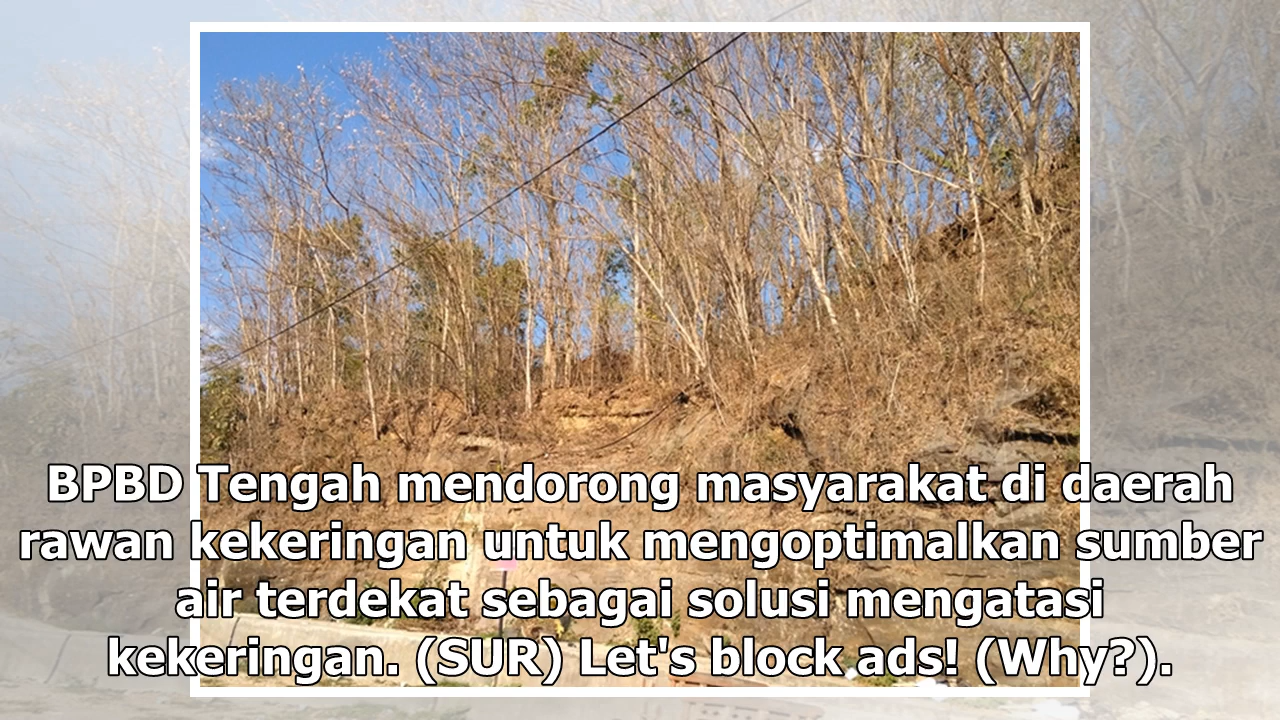 BPBD Tengah mendorong masyarakat di daerah
rawan kekeringan untuk mengoptimalkan sumber
air terdekat sebagai solusi mengatasi
kekeringan. (SUR) Let's block ads! (Why?).